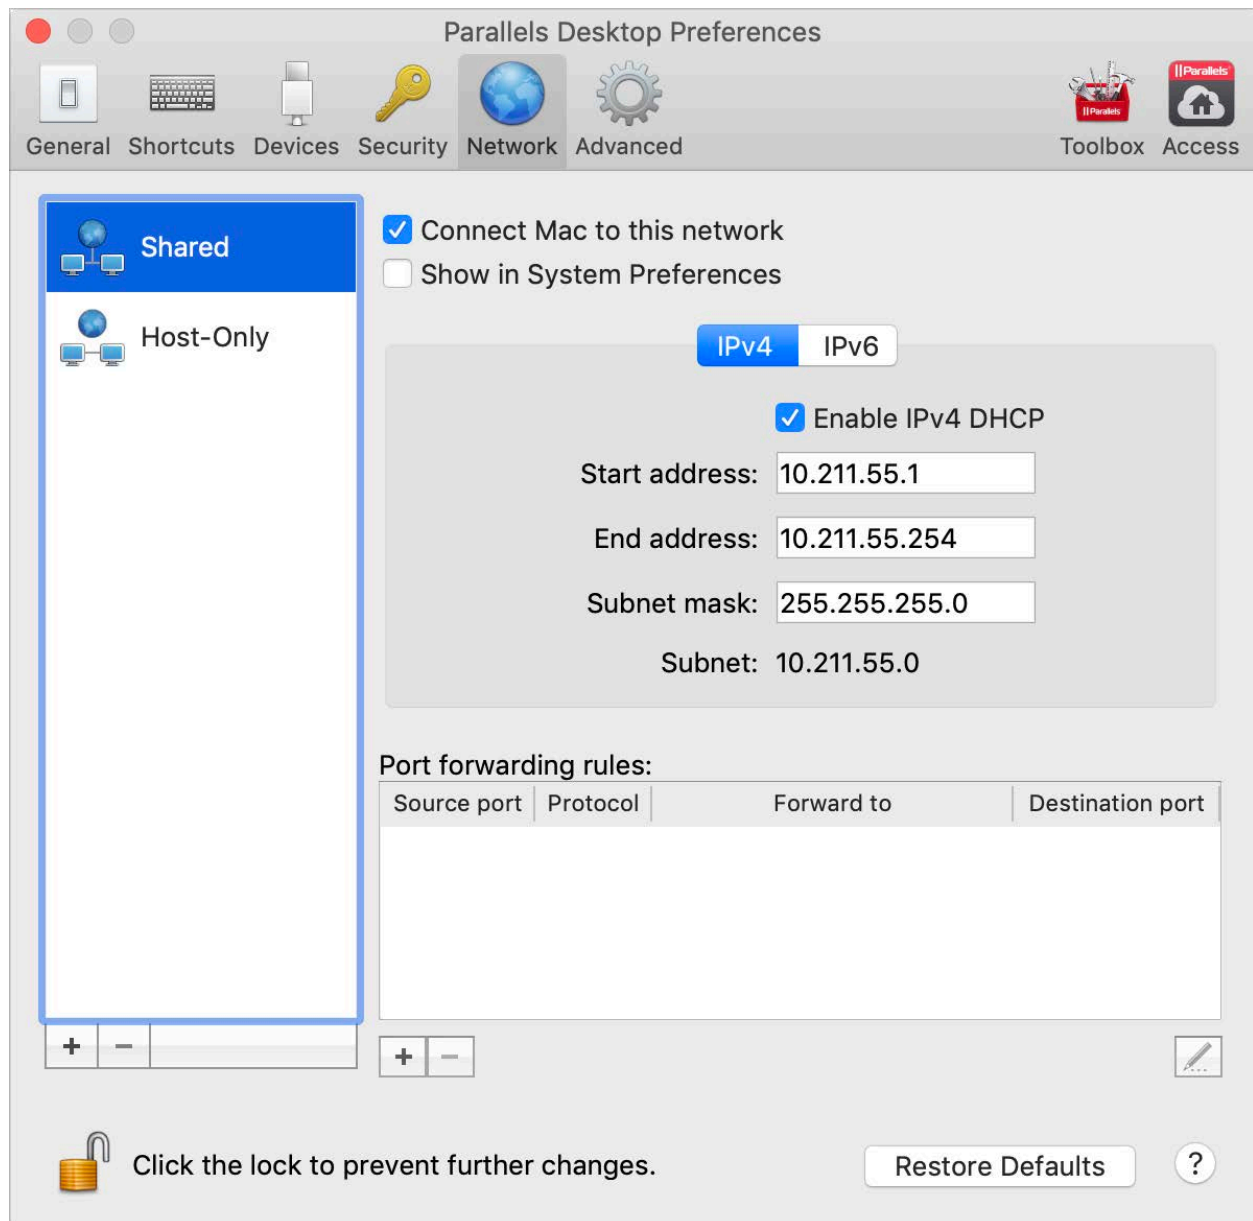 Parallels Desktop Preferences
General Shortcuts Devices Security Network Advanced Toolbox Access
||Parallels
||Parallels
Shared
Host-Only
Connect Mac to this network
Show in System Preferences
IPv4 IPv6
Enable IPv4 DHCP
Start address: 10.211.55.1
End address: 10.211.55.254
Subnet mask: 255.255.255.0
Subnet: 10.211.55.0
Port forwarding rules:
Source port Protocol Forward to Destination port
+ −
+ −
Click the lock to prevent further changes.
Restore Defaults ?